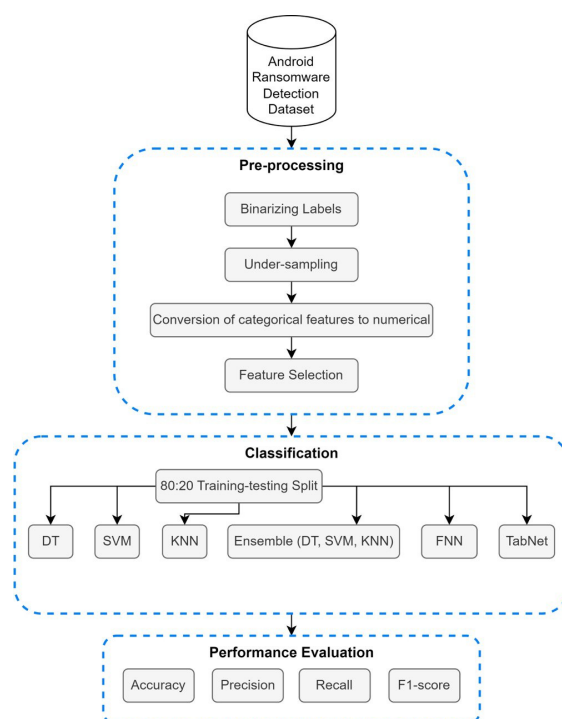 Android
Ransomware
Detection
Dataset
Pre-processing
Binarizing Labels
Under-sampling
Conversion of categorical features to numerical
Feature Selection
Classification
80:20 Training-testing Split
DT
SVM
KNN
Ensemble (DT, SVM, KNN)
FNN
TabNet
Performance Evaluation
Accuracy
Precision
Recall
F1-score